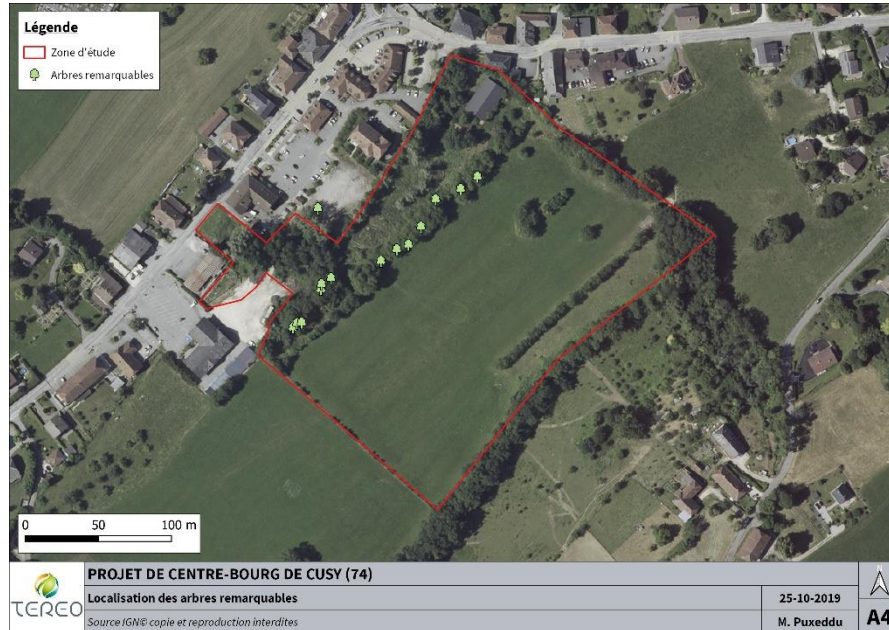 Légende
Zone d'étude
Arbres remarquables
0 50 100 m
TEREO
PROJET DE CENTRE-BOURG DE CUSY (74)
Localisation des arbres remarquables
25-10-2019
Source IGN© copie et reproduction interdites
M. Puxeddu
N
A4